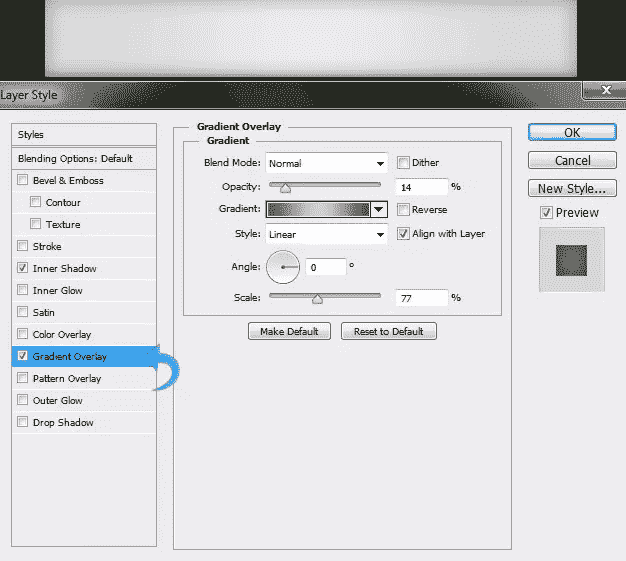 Layer Style
X
Styles
Blending Options: Default
Bevel & Emboss
Contour
Texture
Stroke
Inner Shadow
Inner Glow
Satin
Color Overlay
Gradient Overlay
Pattern Overlay
Outer Glow
Drop Shadow
Gradient Overlay
Gradient
Blend Mode: Normal Dither
Opacity: 14 %
Gradient: Reverse
Style: Linear Align with Layer
Angle: 0 °
Scale: 77 %
Make Default Reset to Default
OK
Cancel
New Style...
Preview